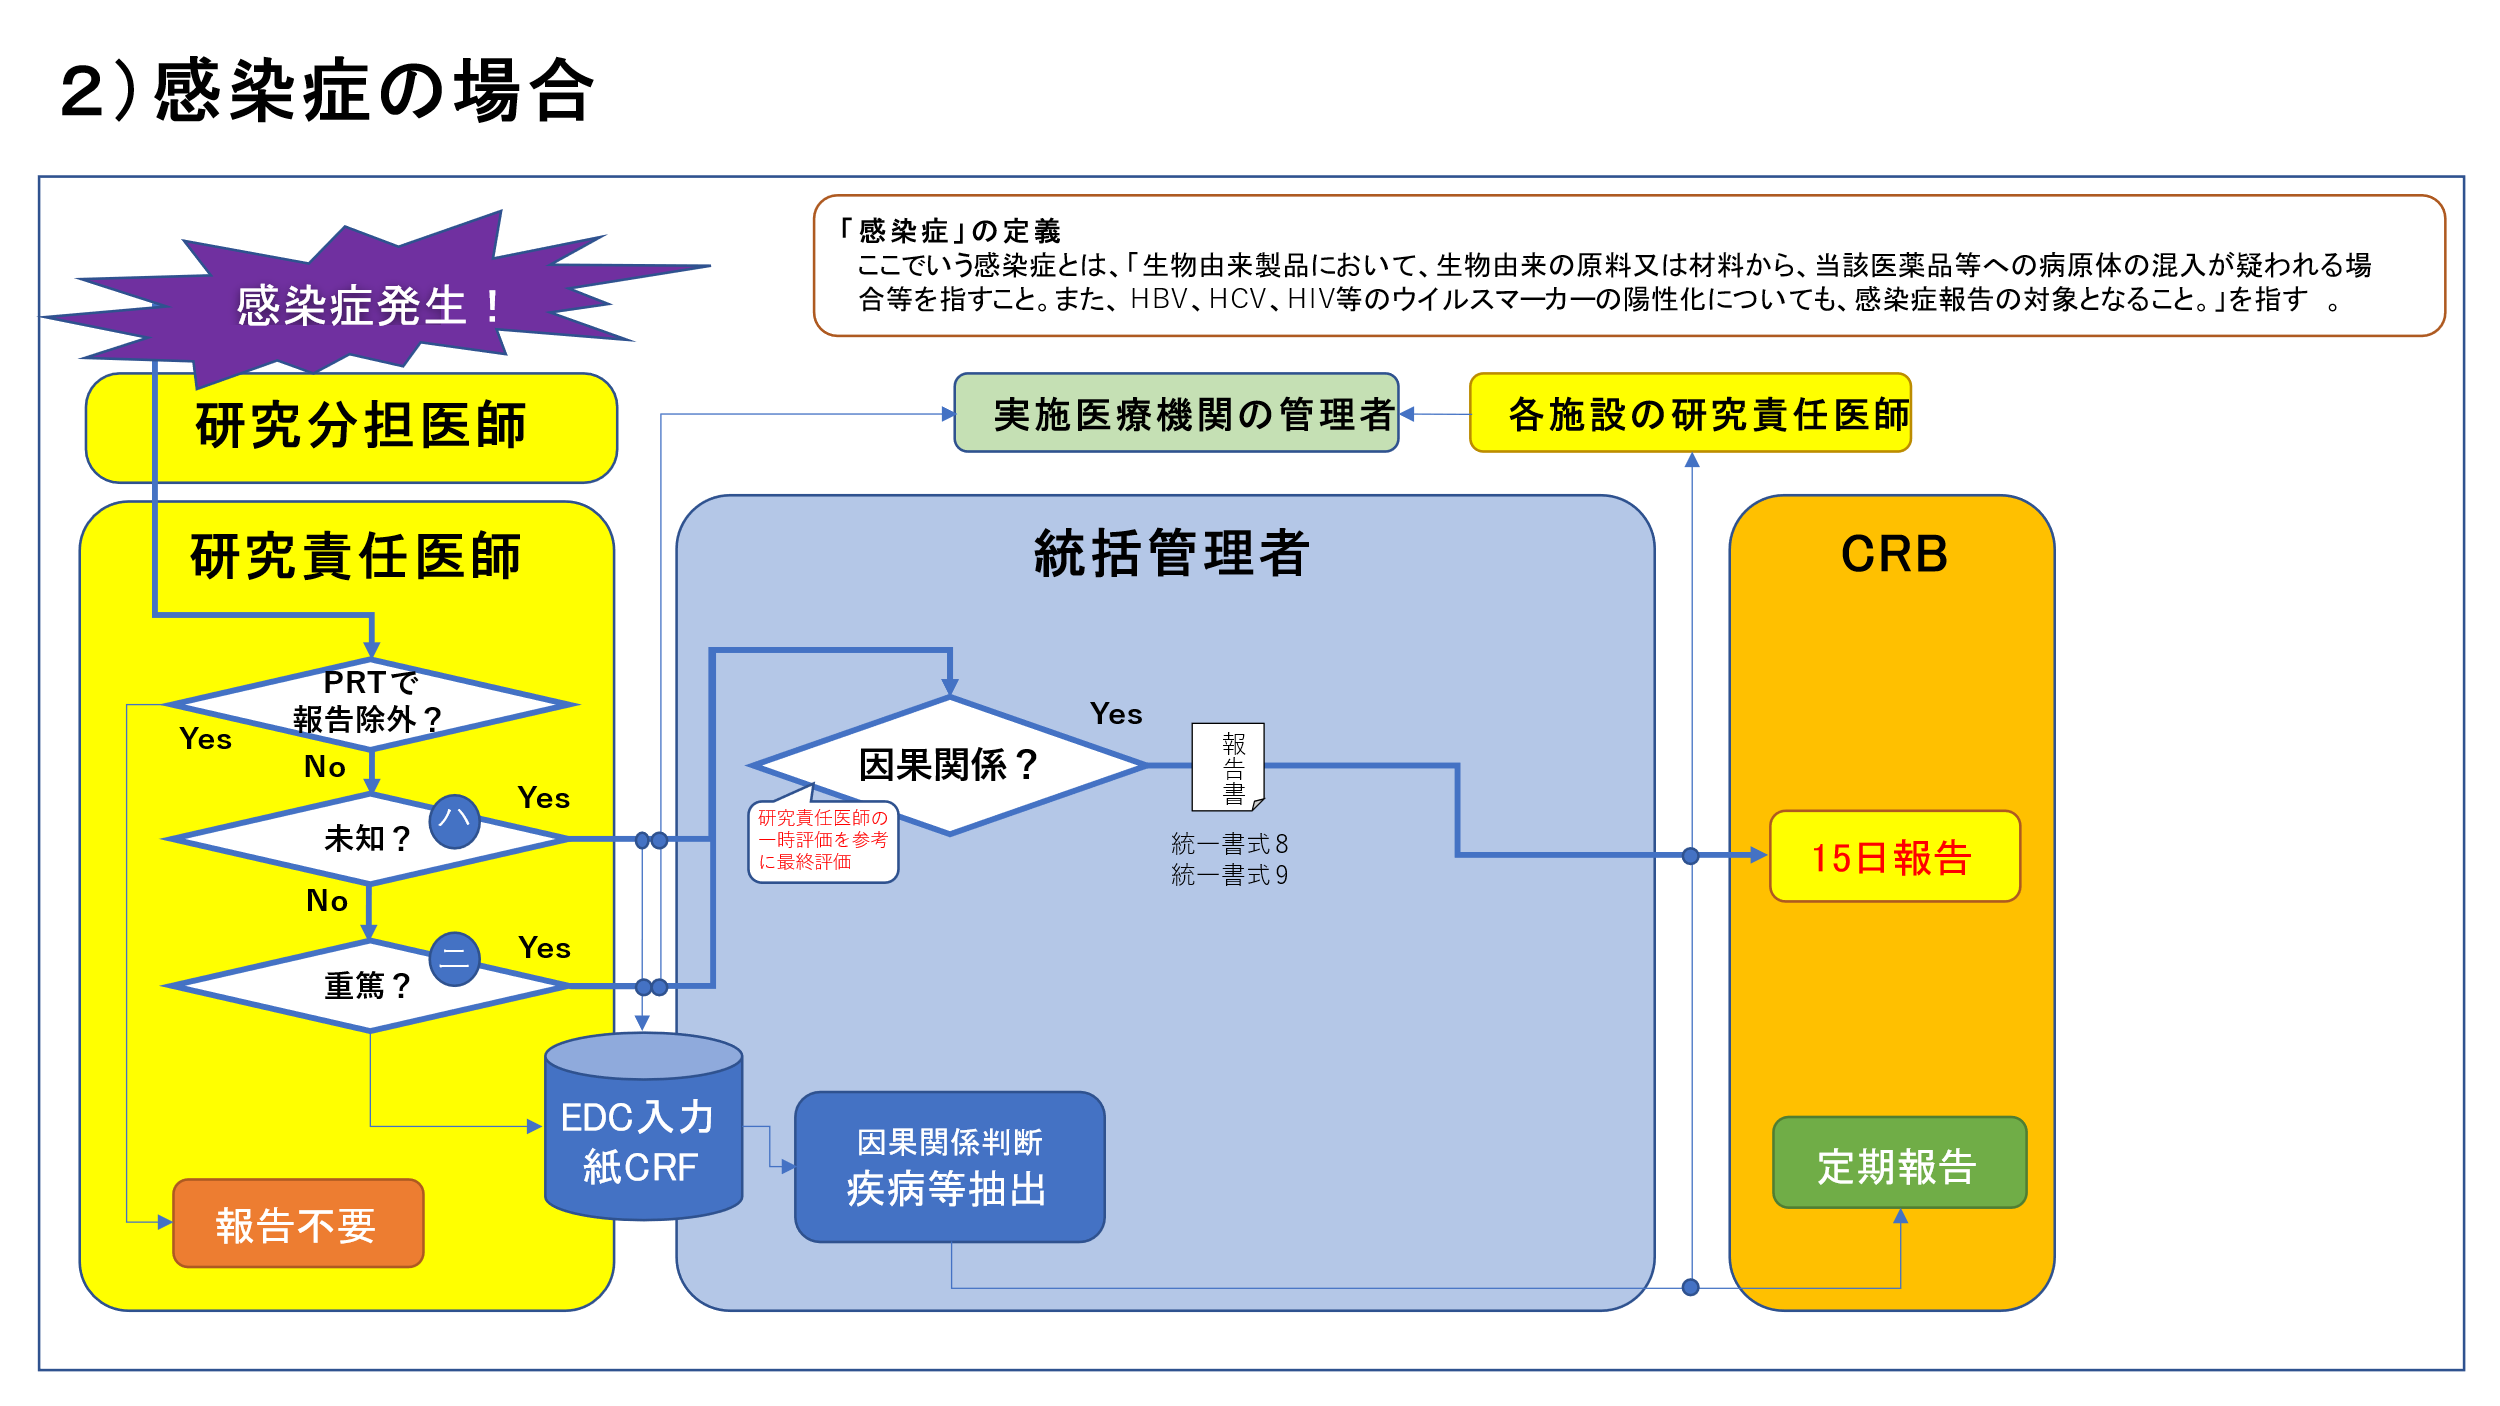 ２）感染症の場合
「感染症」の定義
ここでいう感染症とは、「生物由来製品において、生物由来の原料又は材料から、当該医薬品等への病原体の混入が疑われる場
合等を指すこと。また、HBV、HCV、HIV等のウイルスマーカーの陽性化についても、感染症報告の対象となること。」を指す 。
感染症発生！
研究分担医師
実施医療機関の管理者
各施設の研究責任医師
研究責任医師
統括管理者
CRB
PRTで
報告除外？
Yes
No
未知？
ハ
Yes
No
重篤？
ニ
Yes
因果関係？
Yes
研究責任医師の
一時評価を参考
に最終評価
報告書
統一書式８
統一書式９
15日報告
EDC入力
紙CRF
因果関係判断
疾病等抽出
定期報告
報告不要